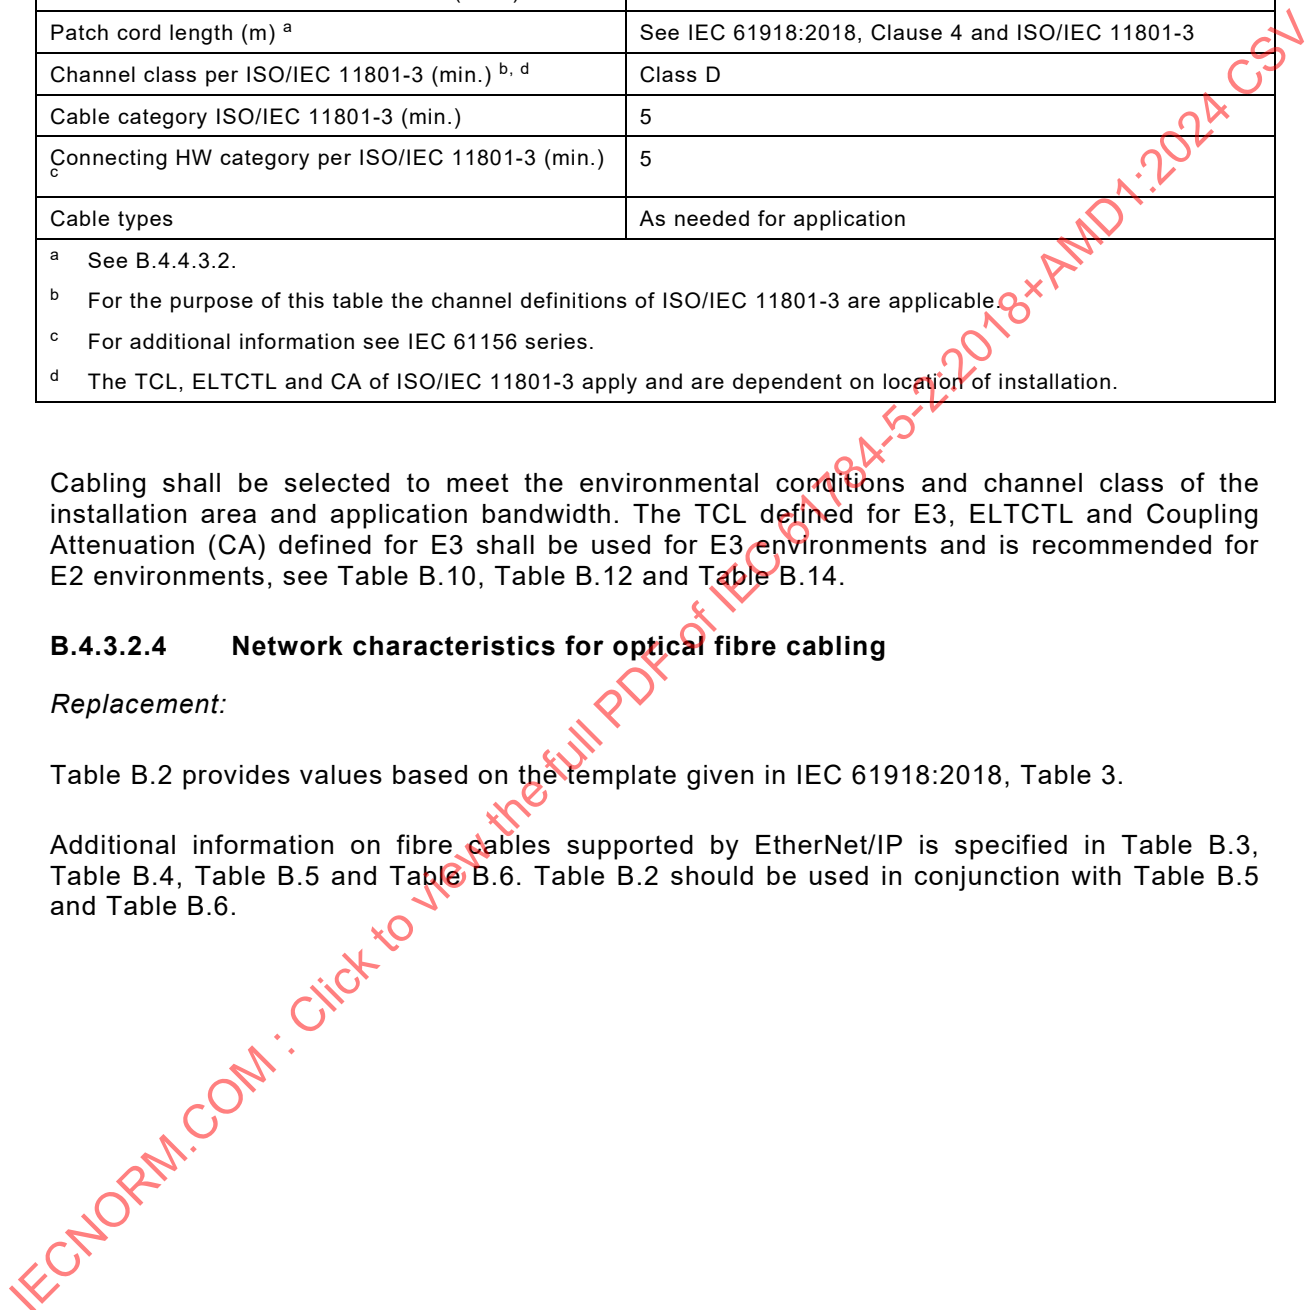 Patch cord length (m) a See IEC 61918:2018, Clause 4 and ISO/IEC 11801-3
Channel class per ISO/IEC 11801-3 (min.) b, d Class D
Cable category ISO/IEC 11801-3 (min.) 5
Connecting HW category per ISO/IEC 11801-3 (min.) 5
c
Cable types As needed for application
a See B.4.4.3.2.
b For the purpose of this table the channel definitions of ISO/IEC 11801-3 are applicable.
c For additional information see IEC 61156 series.
d The TCL, ELTCTL and CA of ISO/IEC 11801-3 apply and are dependent on location of installation.
Cabling shall be selected to meet the environmental conditions and channel class of the
installation area and application bandwidth. The TCL defined for E3, ELTCTL and Coupling
Attenuation (CA) defined for E3 shall be used for E3 environments and is recommended for
E2 environments, see Table B.10, Table B.12 and Table B.14.
B.4.3.2.4 Network characteristics for optical fibre cabling
Replacement:
Table B.2 provides values based on the template given in IEC 61918:2018, Table 3.
Additional information on fibre cables supported by EtherNet/IP is specified in Table B.3,
Table B.4, Table B.5 and Table B.6. Table B.2 should be used in conjunction with Table B.5
and Table B.6.
IECNORM.COM : Click to view the full PDF of IEC 61784-5-2:2018+AMD1:2024 CSV